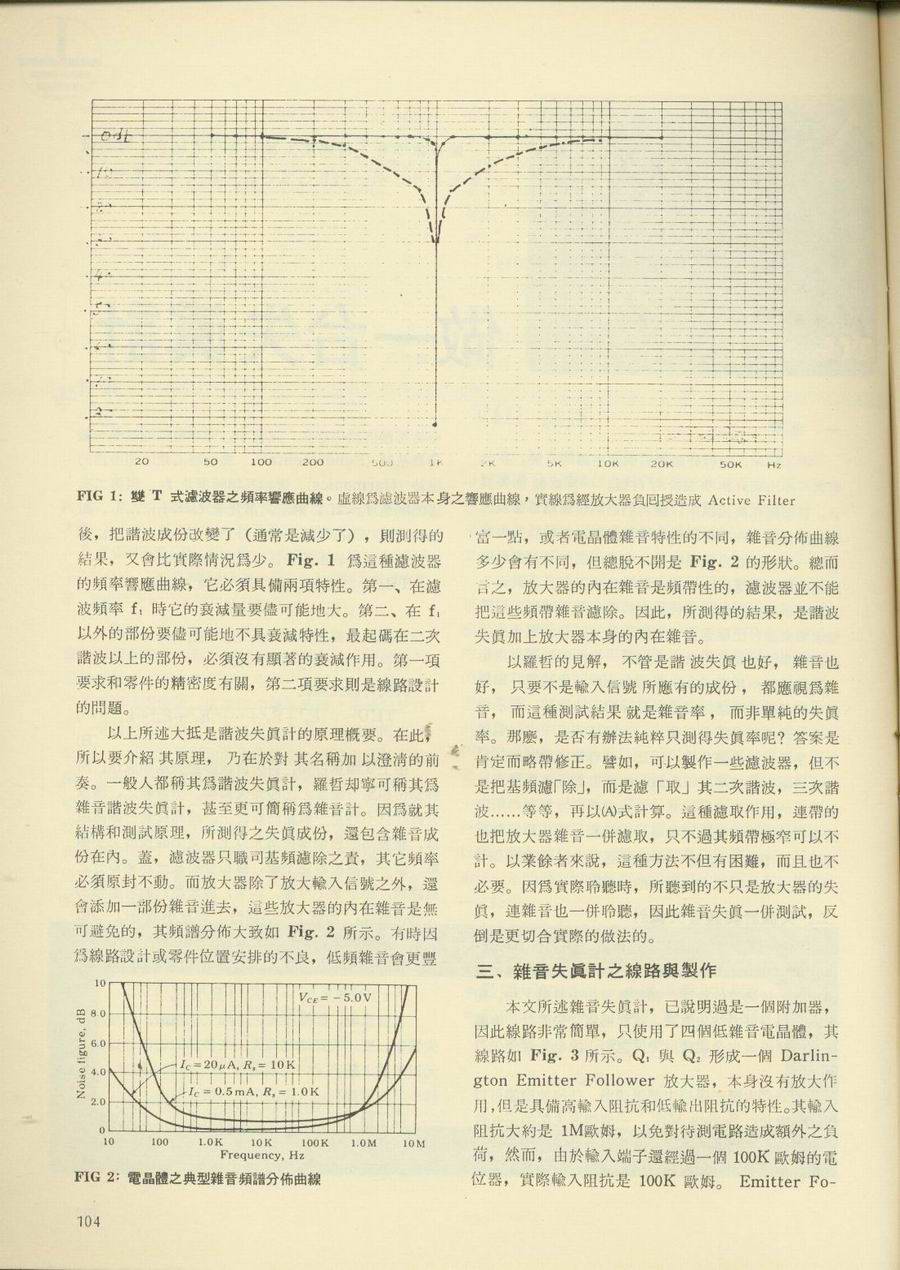 0db
20 50 100 200 500 1K 2K 5K 10K 20K 50K Hz
FIG 1: 雙 T 式濾波器之頻率響應曲線。虛線爲濾波器本身之響應曲線，實線爲經放大器負囘授造成 Active Filter
後，把諧波成份改變了（通常是減少了），則測得的
結果，又會比實際情況爲少。 Fig. 1 爲這種濾波器
的頻率響應曲線，它必須具備兩項特性。第一、在濾
波頻率 f₁ 時它的衰減量要儘可能地大。第二、在 f₁
以外的部份要儘可能地不具衰減特性，最起碼在二次
諧波以上的部份，必須沒有顯著的衰減作用。第一項
要求和零件的精密度有關，第二項要求則是線路設計
的問題。
以上所述大抵是諧波失眞計的原理概要。在此，
所以要介紹其原理，乃在於對其名稱加以澄淸的前
奏。一般人都稱其爲諧波失眞計，羅哲却寧可稱其爲
雜音諧波失眞計，甚至更可簡稱爲雜音計。因爲就其
結構和測試原理，所測得之失眞成份，還包含雜音成
份在內。蓋，濾波器只職司基頻濾除之責，其它頻率
必須原封不動。而放大器除了放大輸入信號之外，還
會添加一部份雜音進去，這些放大器的內在雜音是無
可避免的，其頻譜分佈大致如 Fig. 2 所示。有時因
爲線路設計或零件位置安排的不良，低頻雜音會更豐
Noise figure, dB
10
8.0
6.0
4.0
2.0
0
VCE = −5.0V
IC = 20μA, Rs = 10K
IC = 0.5mA, Rs = 1.0K
10 100 1.0K 10K 100K 1.0M 10M
Frequency, Hz
FIG 2: 電晶體之典型雜音頻譜分佈曲線
104
富一點，或者電晶體雜音特性的不同，雜音分佈曲線
多少會有不同，但總脫不開是 Fig. 2 的形狀。總而
言之，放大器的內在雜音是頻帶性的，濾波器並不能
把這些頻帶雜音濾除。因此，所測得的結果，是諧波
失眞加上放大器本身的內在雜音。
以羅哲的見解，不管是諧波失眞也好，雜音也
好，只要不是輸入信號所應有的成份，都應視爲雜
音，而這種測試結果就是雜音率，而非單純的失眞
率。那麼，是否有辦法純粹只測得失眞率呢？答案是
肯定而略帶修正。譬如，可以製作一些濾波器，但不
是把基頻濾「除」，而是濾「取」其二次諧波，三次諧
波……等等，再以(A)式計算。這種濾取作用，連帶的
也把放大器雜音一併濾取，只不過其頻帶極窄可以不
計。以業餘者來說，這種方法不但有困難，而且也不
必要。因爲實際聆聽時，所聽到的不只是放大器的失
眞，連雜音也一併聆聽，因此雜音失眞一併測試，反
倒是更切合實際的做法的。
三、雜音失眞計之線路與製作
本文所述雜音失眞計，已說明過是一個附加器，
因此線路非常簡單，只使用了四個低雜音電晶體，其
線路如 Fig. 3 所示。Q₁ 與 Q₂ 形成一個 Darlin-
gton Emitter Follower 放大器，本身沒有放大作
用，但是具備高輸入阻抗和低輸出阻抗的特性。其輸入
阻抗大約是 1M歐姆，以免對待測電路造成額外之負
荷，然而，由於輸入端子還經過一個 100K 歐姆的電
位器，實際輸入阻抗是 100K 歐姆。 Emitter Fo-